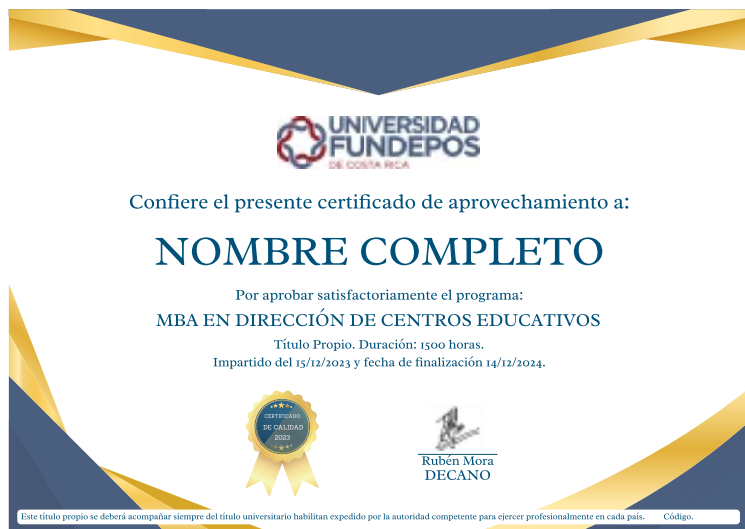 UNIVERSIDAD
FUNDEPOS
DE COSTA RICA
Confiere el presente certificado de aprovechamiento a:
NOMBRE COMPLETO
Por aprobar satisfactoriamente el programa:
MBA EN DIRECCIÓN DE CENTROS EDUCATIVOS
Título Propio. Duración: 1500 horas.
Impartido del 15/12/2023 y fecha de finalización 14/12/2024.
CERTIFICADO
DE CALIDAD
2023
Rubén Mora
DECANO
Este título propio se deberá acompañar siempre del título universitario habilitan expedido por la autoridad competente para ejercer profesionalmente en cada país. Código.